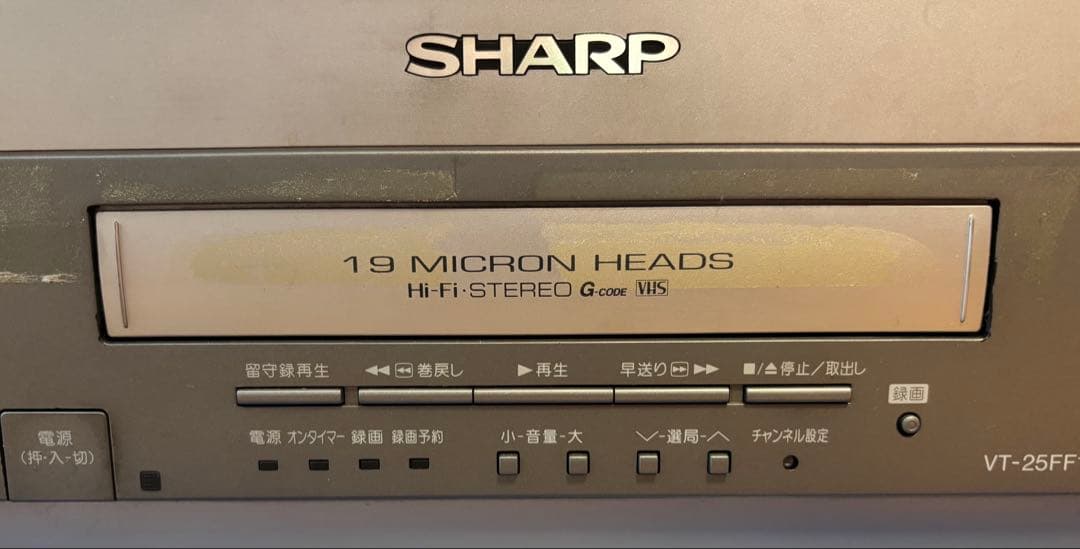 SHARP
19 MICRON HEADS
Hi-Fi・STEREO G-CODE VHS
留守録再生 ◀◀ ◀◀ 巻戻し ▶再生 早送り ▶▶ ▶▶ ■/▲停止/取出し
録画
電源
(押・入-切)
電源 オンタイマー 録画 録画予約 小-音量-大 ﹀-選局-︿ チャンネル設定
VT-25FF